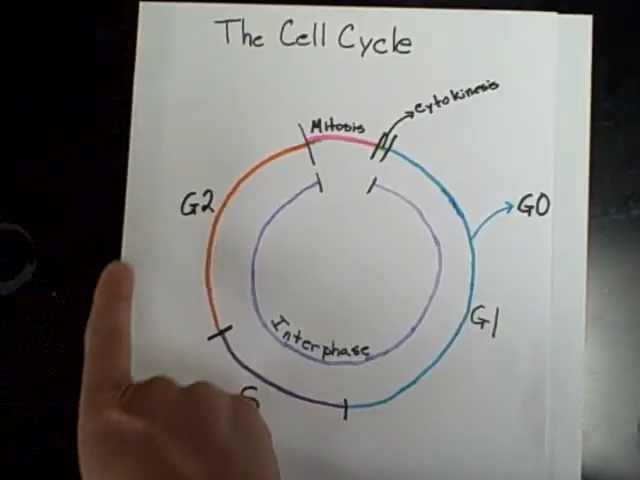 The Cell Cycle
Cytokinesis
Mitosis
G2
G0
G1
Interphase
S